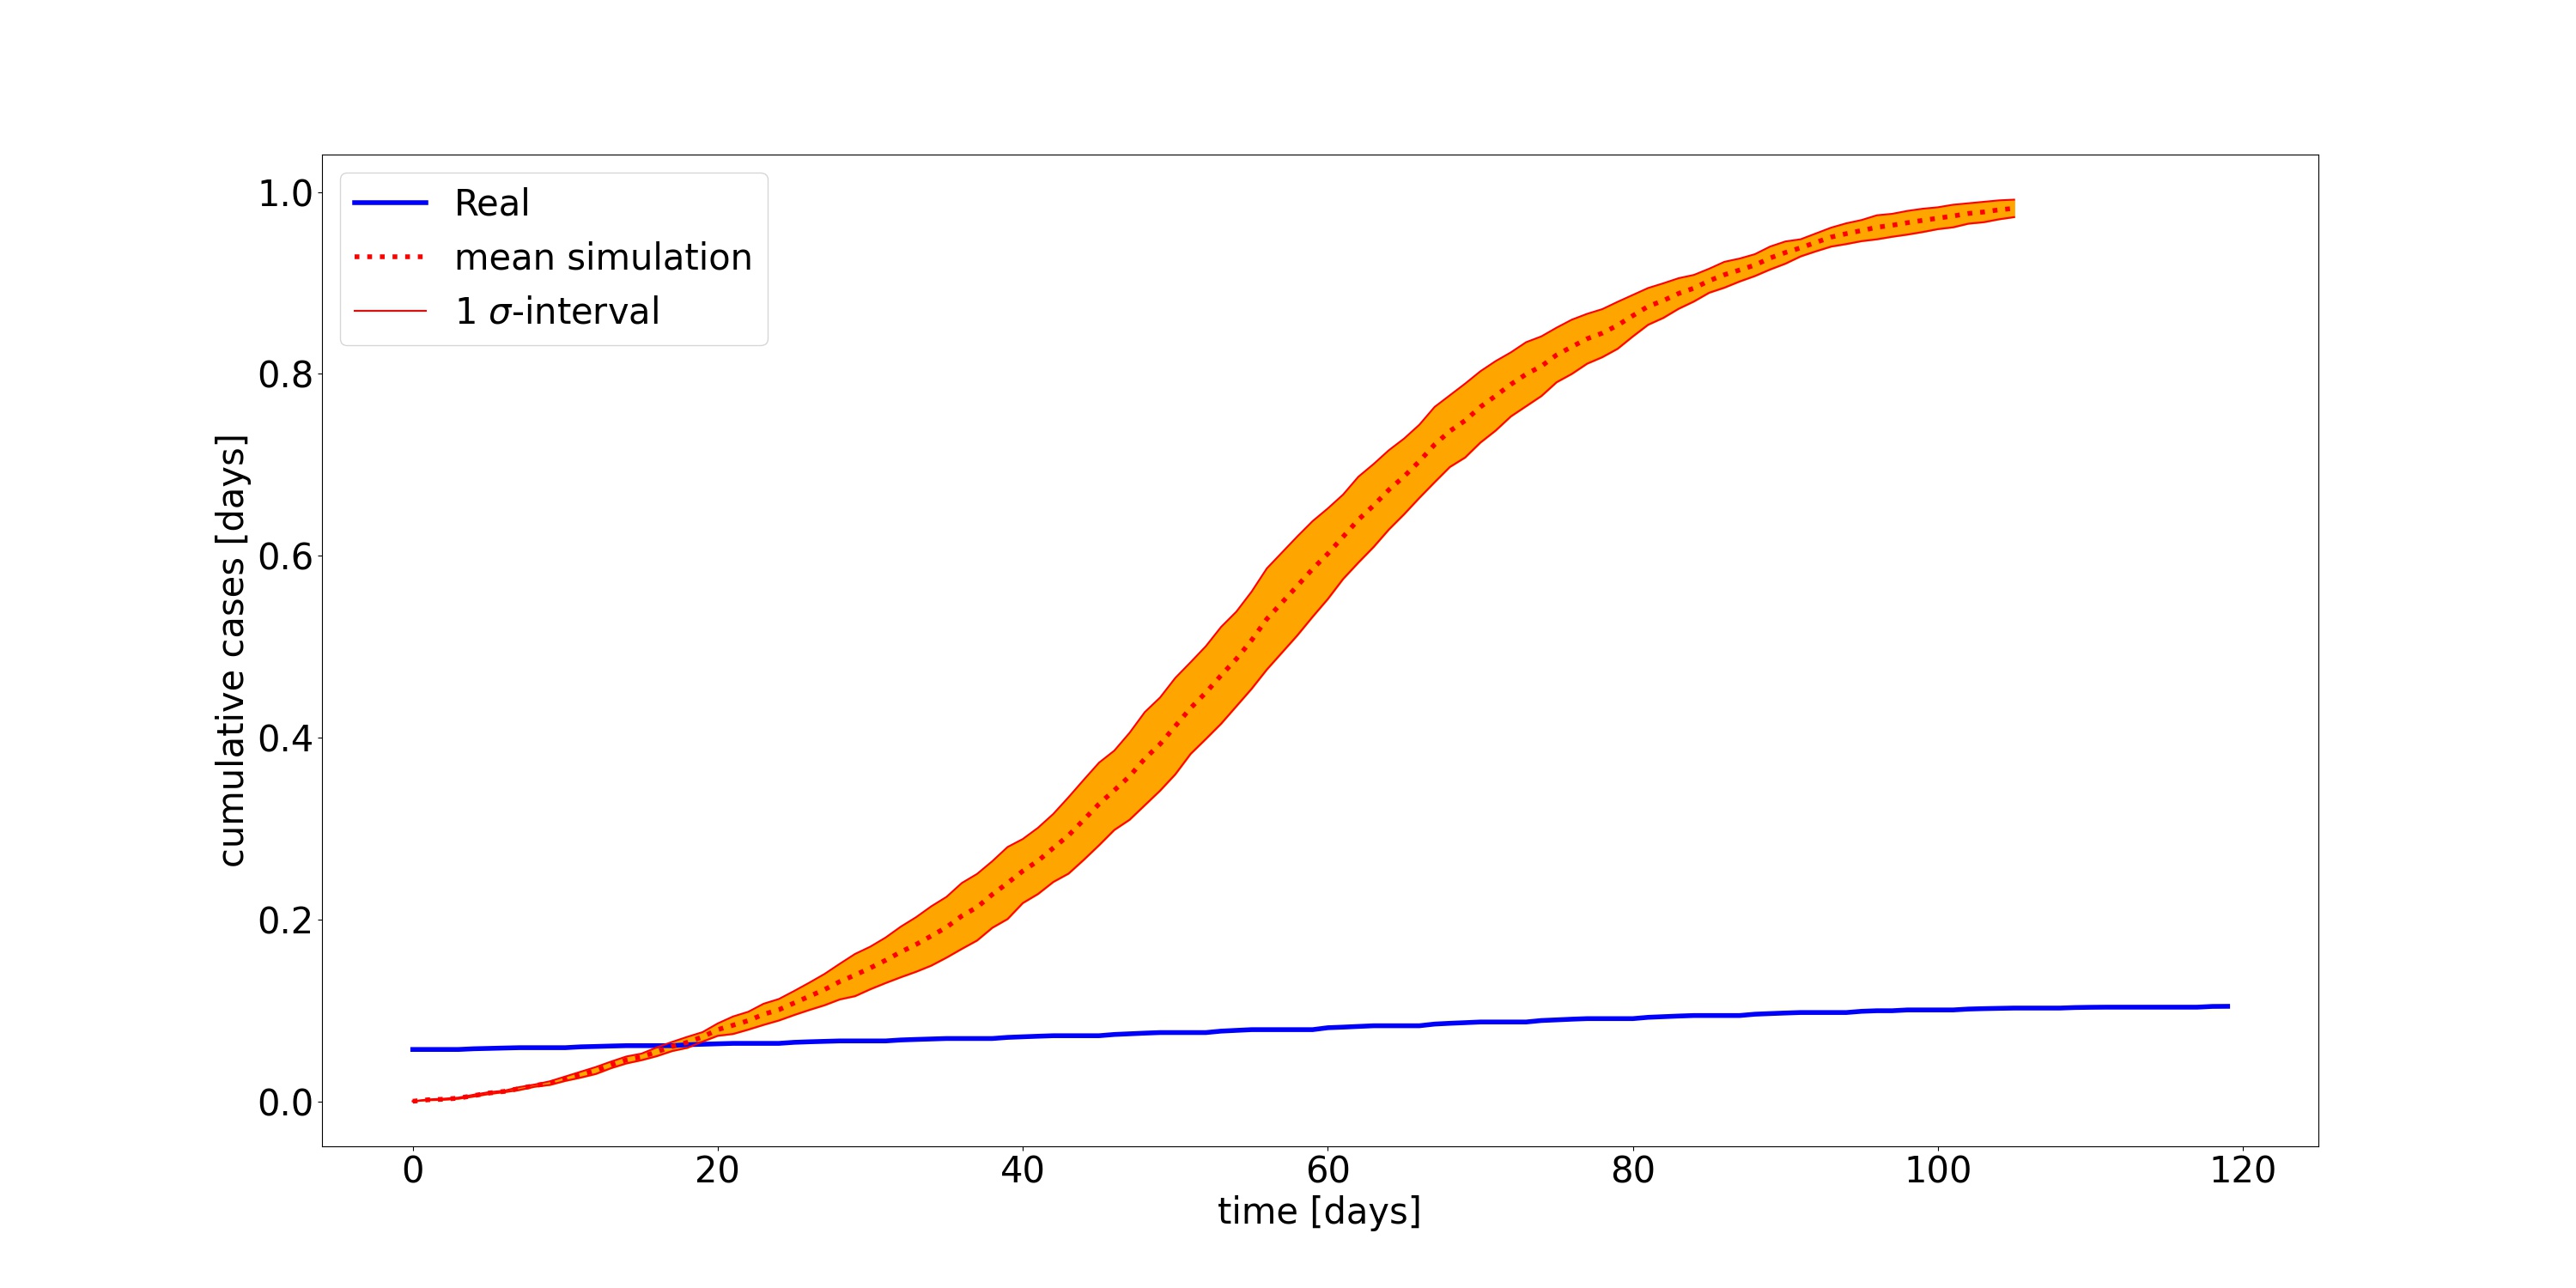 Real
mean simulation
1 σ-interval
cumulative cases [days]
1.0
0.8
0.6
0.4
0.2
0.0
0 20 40 60 80 100 120
time [days]